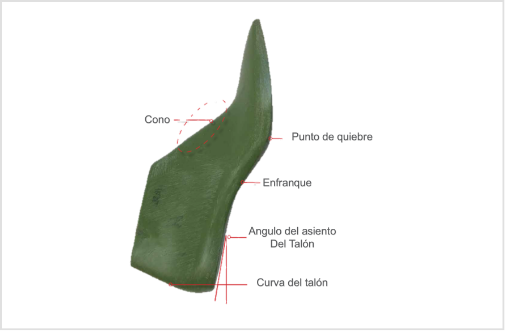 Cono
Punto de quiebre
Enfranque
Angulo del asiento
Del Talón
Curva del talón